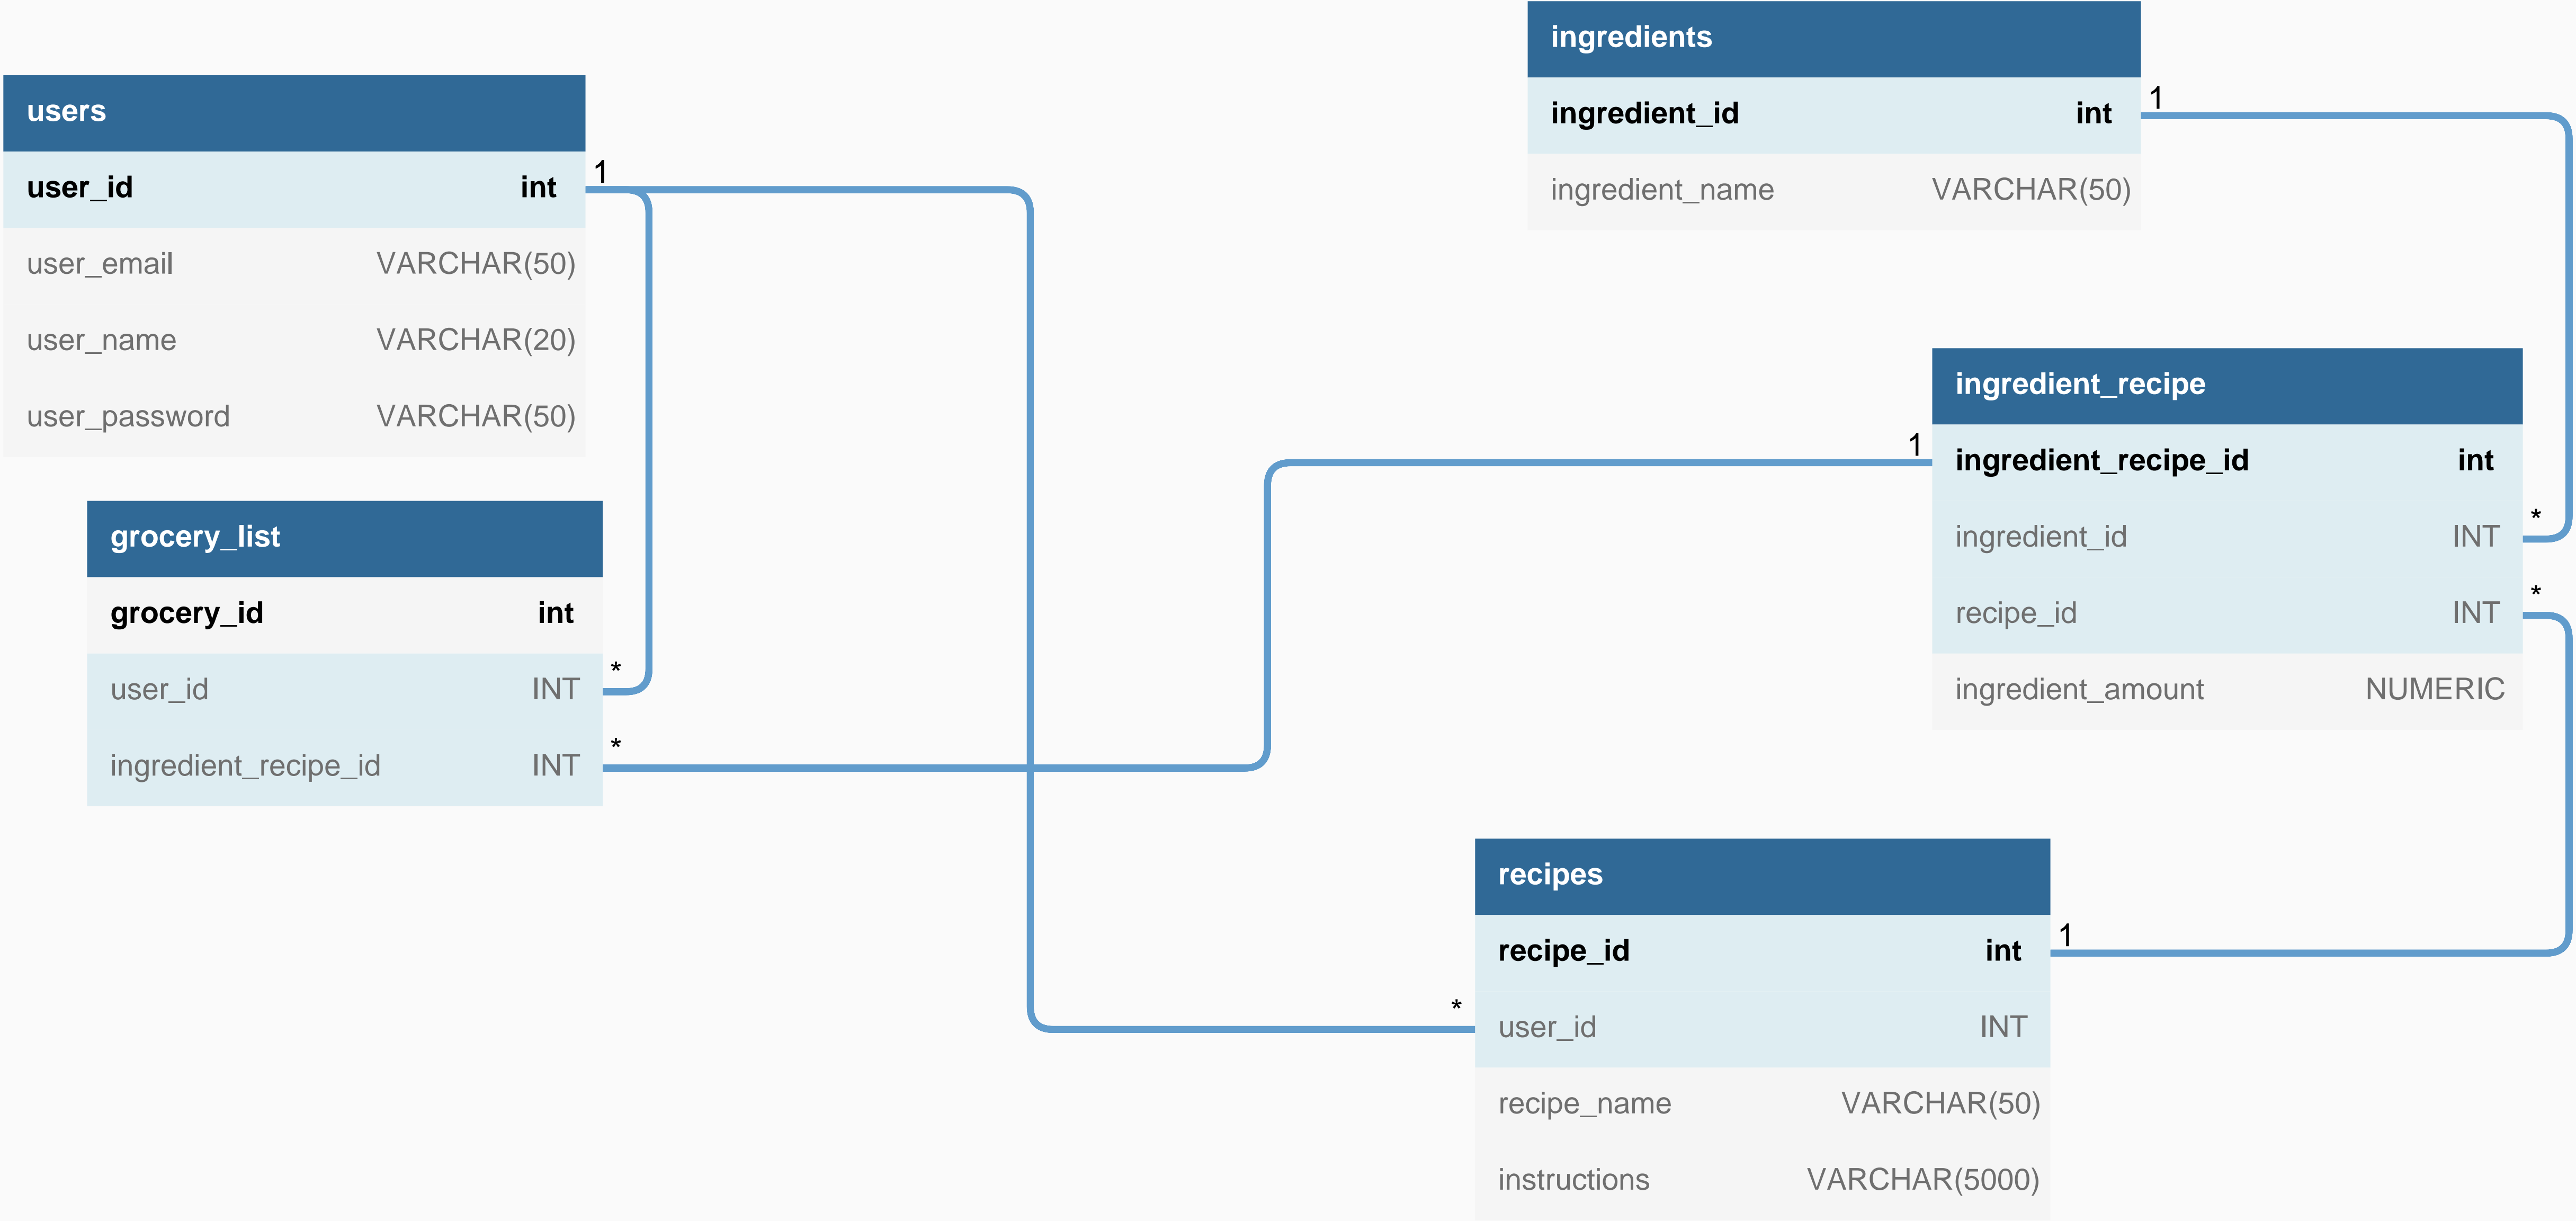 users
user_id int 1
user_email VARCHAR(50)
user_name VARCHAR(20)
user_password VARCHAR(50)
grocery_list
grocery_id int
user_id INT *
ingredient_recipe_id INT *
ingredients
ingredient_id int 1
ingredient_name VARCHAR(50)
ingredient_recipe
1 ingredient_recipe_id int
ingredient_id INT *
recipe_id INT *
ingredient_amount NUMERIC
recipes
recipe_id int 1
* user_id INT
recipe_name VARCHAR(50)
instructions VARCHAR(5000)